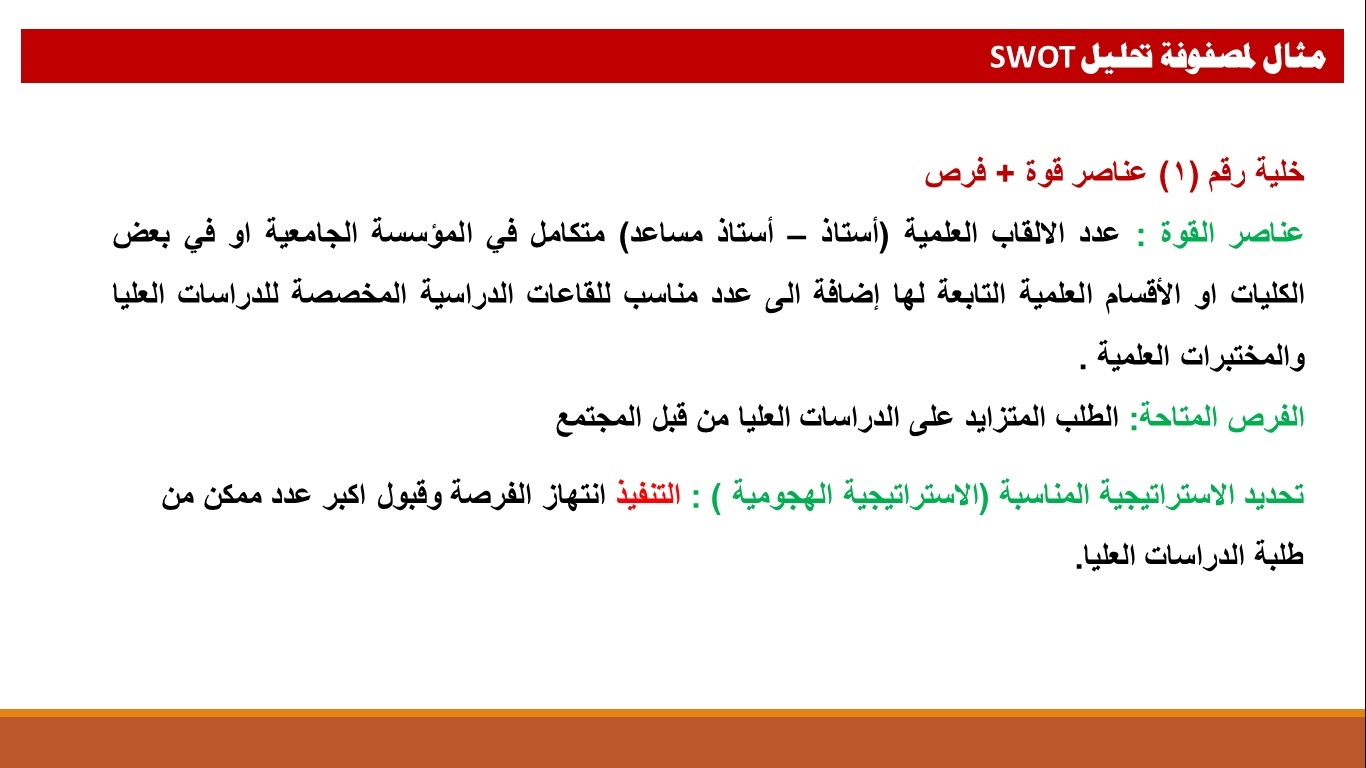 مثال لمصفوفة تحليل SWOT
خلية رقم (١) عناصر قوة + فرص
عناصر القوة : عدد الالقاب العلمية (أستاذ – أستاذ مساعد) متكامل في المؤسسة الجامعية او في بعض
الكليات او الأقسام العلمية التابعة لها إضافة الى عدد مناسب للقاعات الدراسية المخصصة للدراسات العليا
والمختبرات العلمية .
الفرص المتاحة: الطلب المتزايد على الدراسات العليا من قبل المجتمع
تحديد الاستراتيجية المناسبة (الاستراتيجية الهجومية ) : التنفيذ انتهاز الفرصة وقبول اكبر عدد ممكن من
طلبة الدراسات العليا.